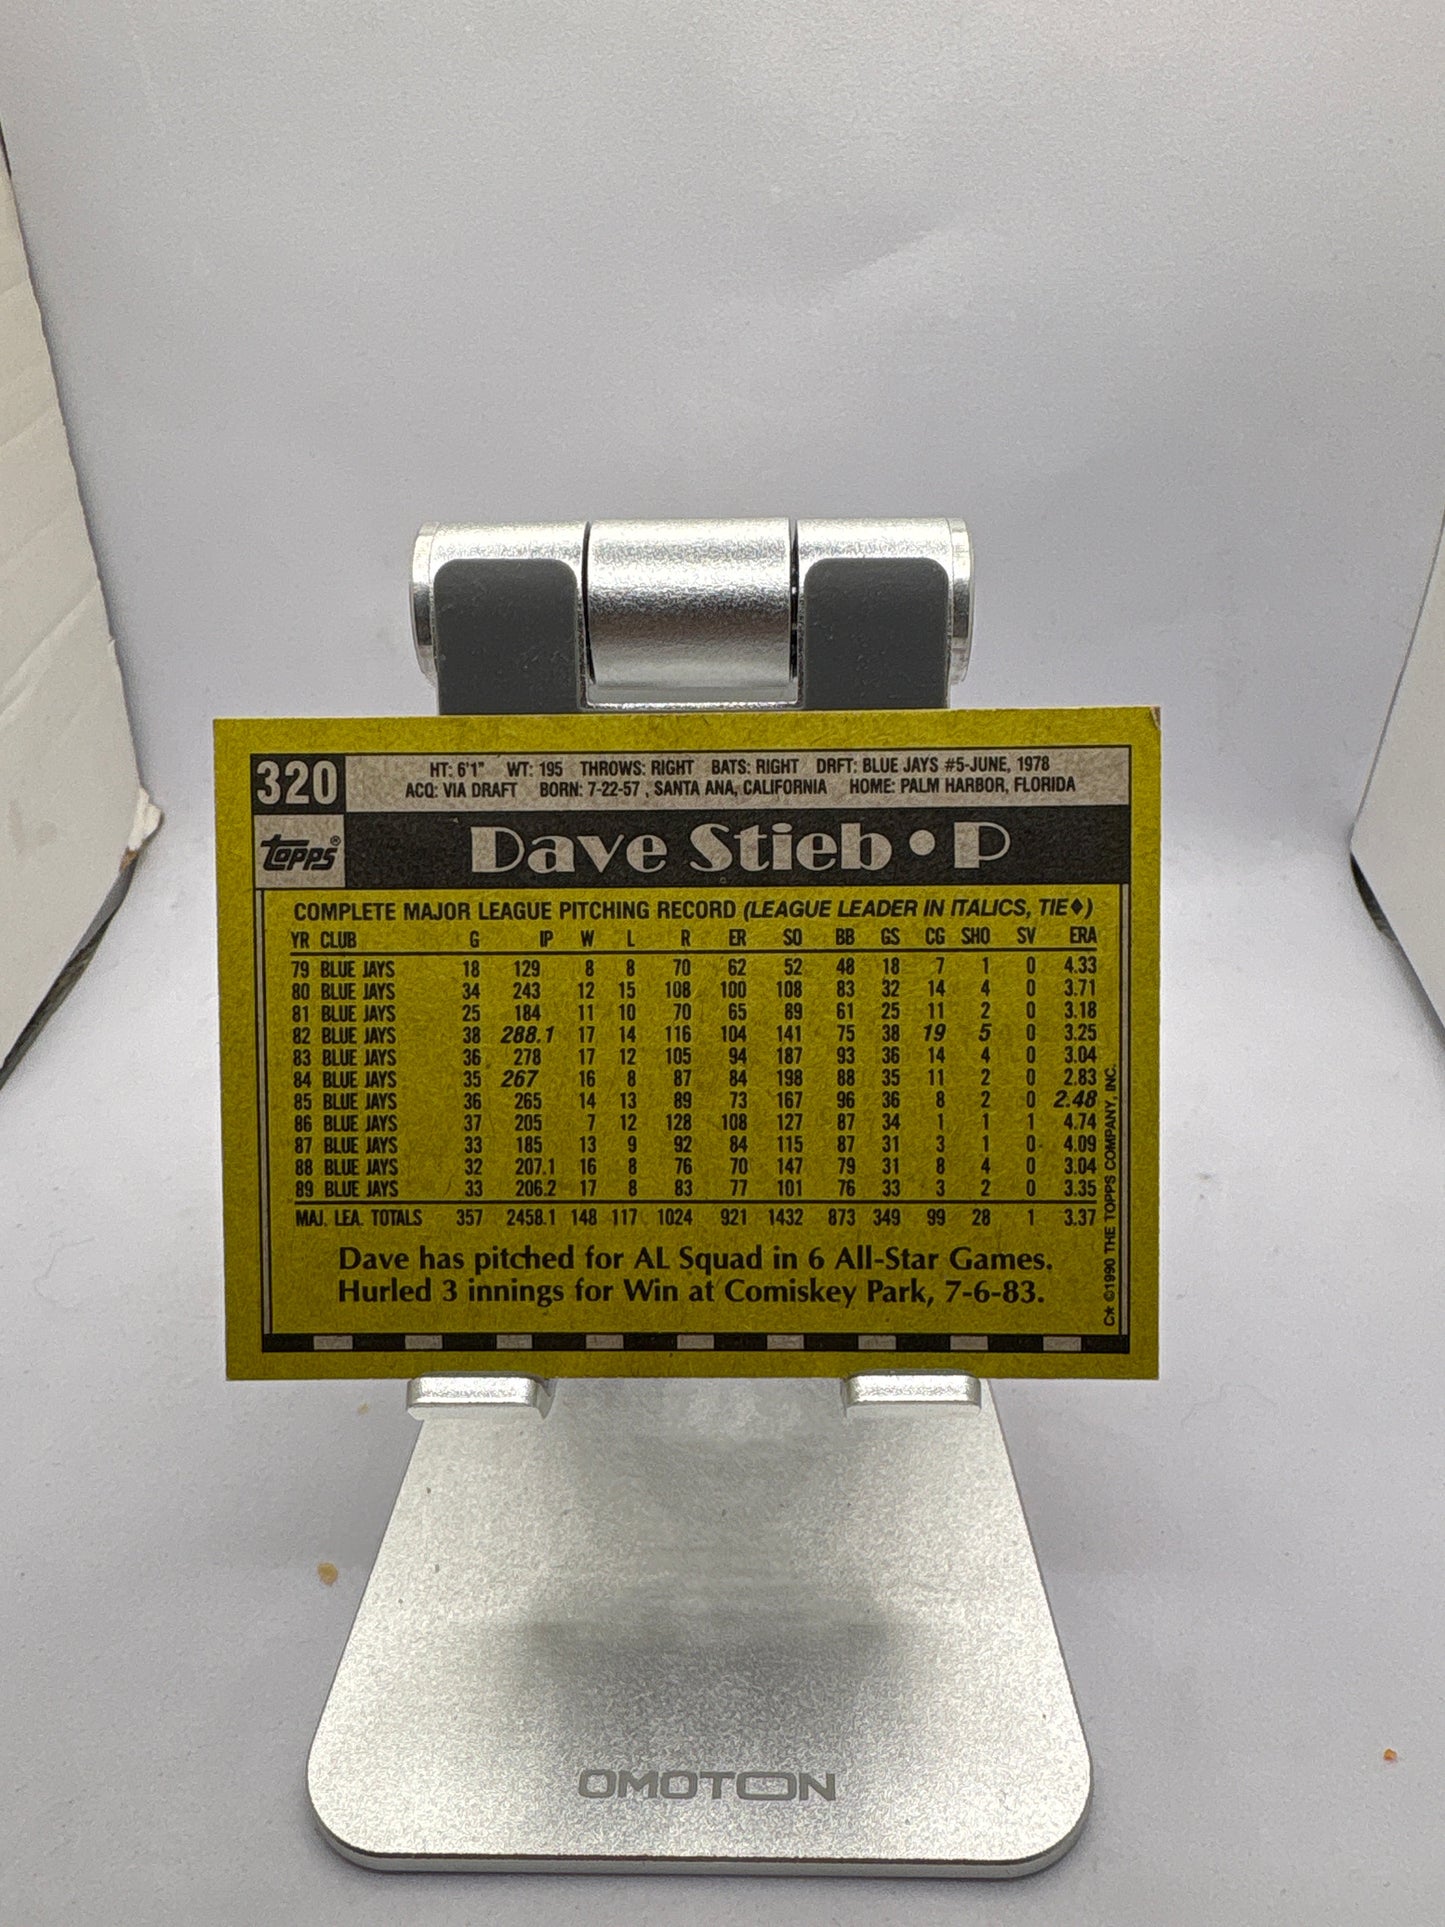 320
HT: 6'1" WT: 195 THROWS: RIGHT BATS: RIGHT DRFT: BLUE JAYS #5-JUNE, 1978
ACQ: VIA DRAFT BORN: 7-22-57 , SANTA ANA, CALIFORNIA HOME: PALM HARBOR, FLORIDA
topps®
Dave Stieb • P
COMPLETE MAJOR LEAGUE PITCHING RECORD (LEAGUE LEADER IN ITALICS, TIE♦)
YR CLUB G IP W L R ER SO BB GS CG SHO SV ERA
79 BLUE JAYS 18 129 8 8 70 62 52 48 18 7 1 0 4.33
80 BLUE JAYS 34 243 12 15 108 100 108 83 32 14 4 0 3.71
81 BLUE JAYS 25 184 11 10 70 65 89 61 25 11 2 0 3.18
82 BLUE JAYS 38 288.1 17 14 116 104 141 75 38 19 5 0 3.25
83 BLUE JAYS 36 278 17 12 105 94 187 93 36 14 4 0 3.04
84 BLUE JAYS 35 267 16 8 87 84 198 88 35 11 2 0 2.83
85 BLUE JAYS 36 265 14 13 89 73 167 96 36 8 2 0 2.48
86 BLUE JAYS 37 205 7 12 128 108 127 87 34 1 1 1 4.74
87 BLUE JAYS 33 185 13 9 92 84 115 87 31 3 1 0 4.09
88 BLUE JAYS 32 207.1 16 8 76 70 147 79 31 8 4 0 3.04
89 BLUE JAYS 33 206.2 17 8 83 77 101 76 33 3 2 0 3.35
MAJ. LEA. TOTALS 357 2458.1 148 117 1024 921 1432 873 349 99 28 1 3.37
Dave has pitched for AL Squad in 6 All-Star Games.
Hurled 3 innings for Win at Comiskey Park, 7-6-83.
C★ ©1990 THE TOPPS COMPANY, INC.
OMOTON